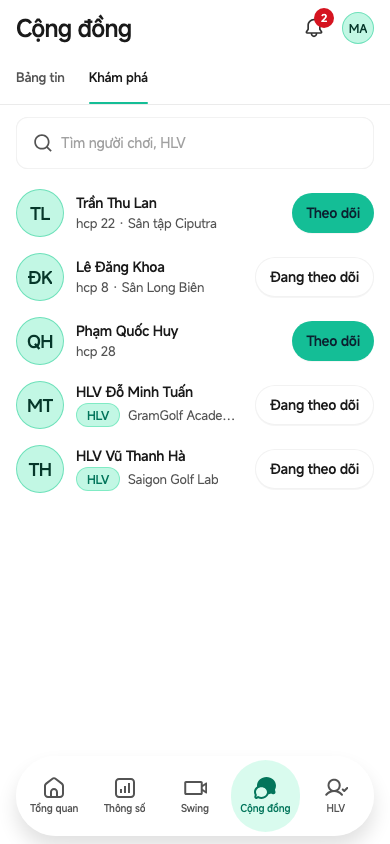 Cộng đồng
2
MA
Bảng tin
Khám phá
Tìm người chơi, HLV
TL
Trần Thu Lan
hcp 22 · Sân tập Ciputra
Theo dõi
ĐK
Lê Đăng Khoa
hcp 8 · Sân Long Biên
Đang theo dõi
QH
Phạm Quốc Huy
hcp 28
Theo dõi
MT
HLV Đỗ Minh Tuấn
HLV GramGolf Acade…
Đang theo dõi
TH
HLV Vũ Thanh Hà
HLV Saigon Golf Lab
Đang theo dõi
Tổng quan
Thông số
Swing
Cộng đồng
HLV